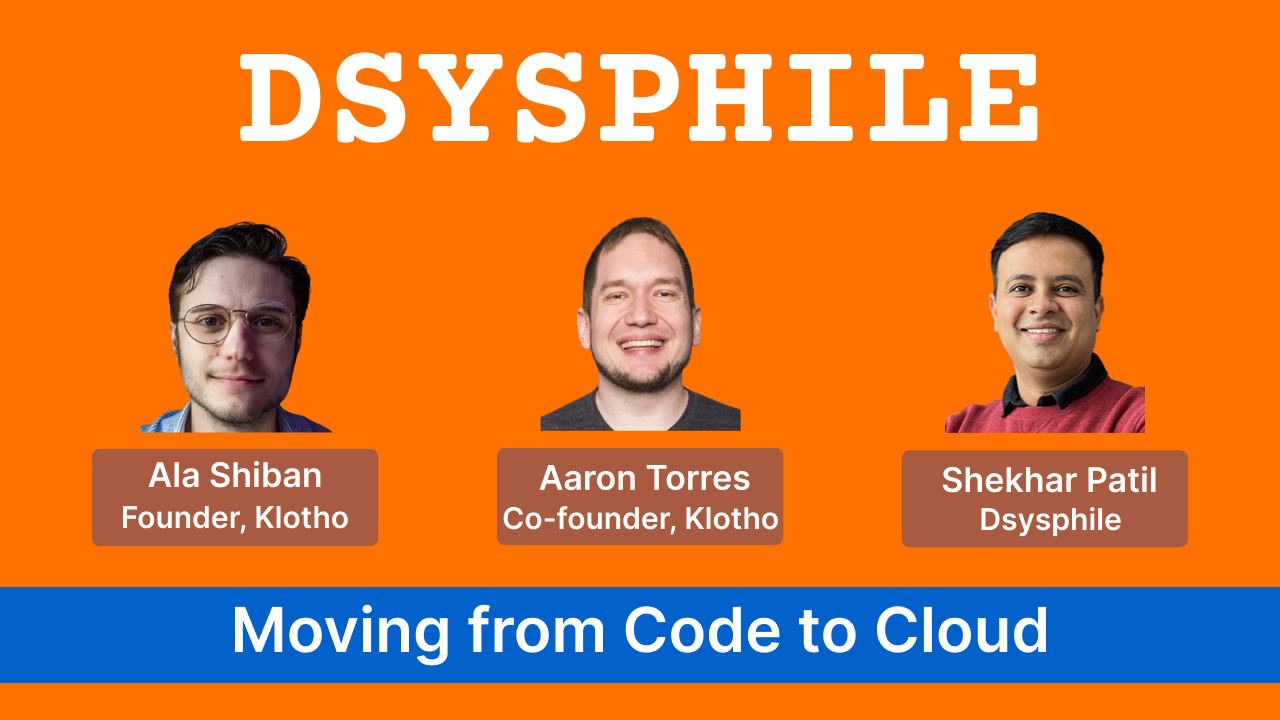 DSYSPHILE
Ala Shiban
Founder, Klotho
Aaron Torres
Co-founder, Klotho
Shekhar Patil
Dsysphile
Moving from Code to Cloud